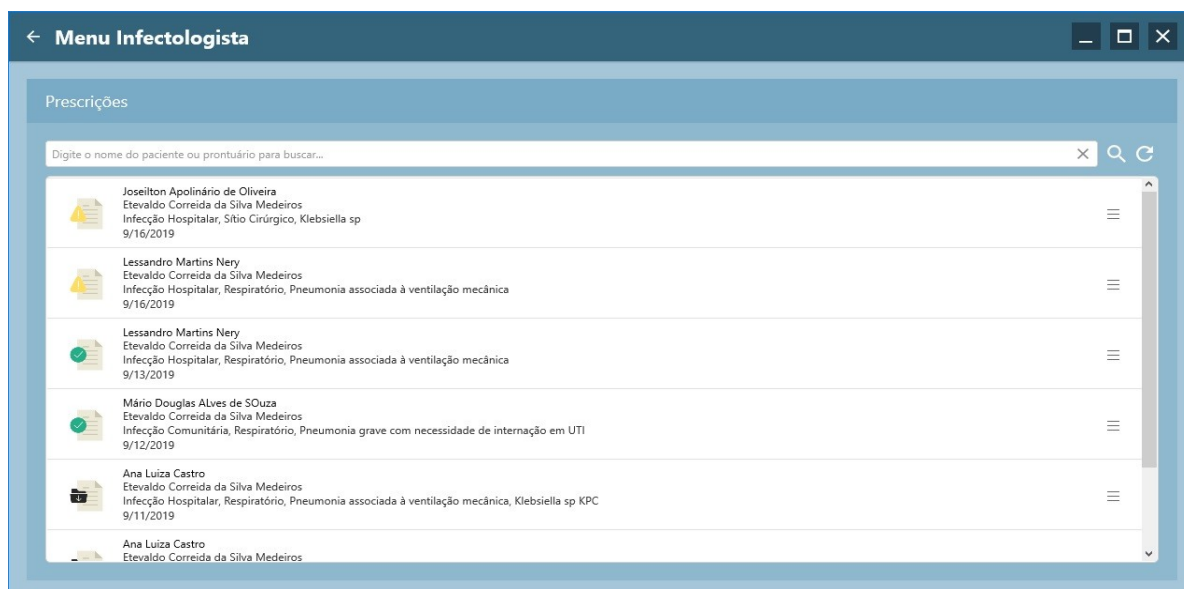 Menu Infectologista
Prescrições
Digite o nome do paciente ou prontuário para buscar...
Joseilton Apolinário de Oliveira
Etevaldo Correida da Silva Medeiros
Infecção Hospitalar, Sítio Cirúrgico, Klebsiella sp
9/16/2019
Lessandro Martins Nery
Etevaldo Correida da Silva Medeiros
Infecção Hospitalar, Respiratório, Pneumonia associada à ventilação mecânica
9/16/2019
Lessandro Martins Nery
Etevaldo Correida da Silva Medeiros
Infecção Hospitalar, Respiratório, Pneumonia associada à ventilação mecânica
9/13/2019
Mário Douglas ALves de SOuza
Etevaldo Correida da Silva Medeiros
Infecção Comunitária, Respiratório, Pneumonia grave com necessidade de internação em UTI
9/12/2019
Ana Luiza Castro
Etevaldo Correida da Silva Medeiros
Infecção Hospitalar, Respiratório, Pneumonia associada à ventilação mecânica, Klebsiella sp KPC
9/11/2019
Ana Luiza Castro
Etevaldo Correida da Silva Medeiros